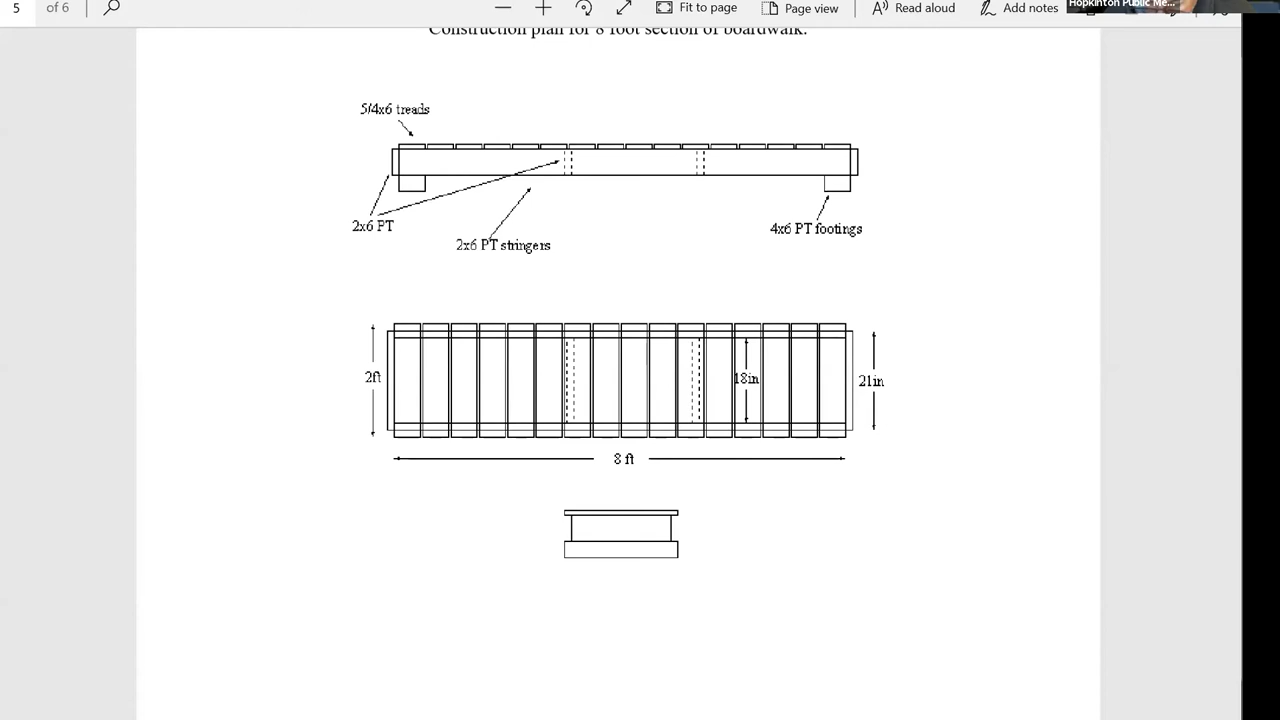 5 of 6 Fit to page Page view Read aloud Add notes
Hopkinton Public Me...
Construction plan for 8 foot section of boardwalk.
5/4x6 treads
2x6 PT
2x6 PT stringers
4x6 PT footings
2ft
18in
21in
8 ft